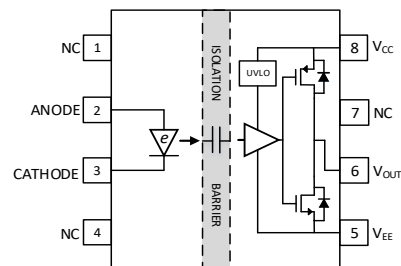 NC 1
ANODE 2
CATHODE 3
NC 4
e
ISOLATION
BARRIER
UVLO
8 VCC
7 NC
6 VOUT
5 VEE